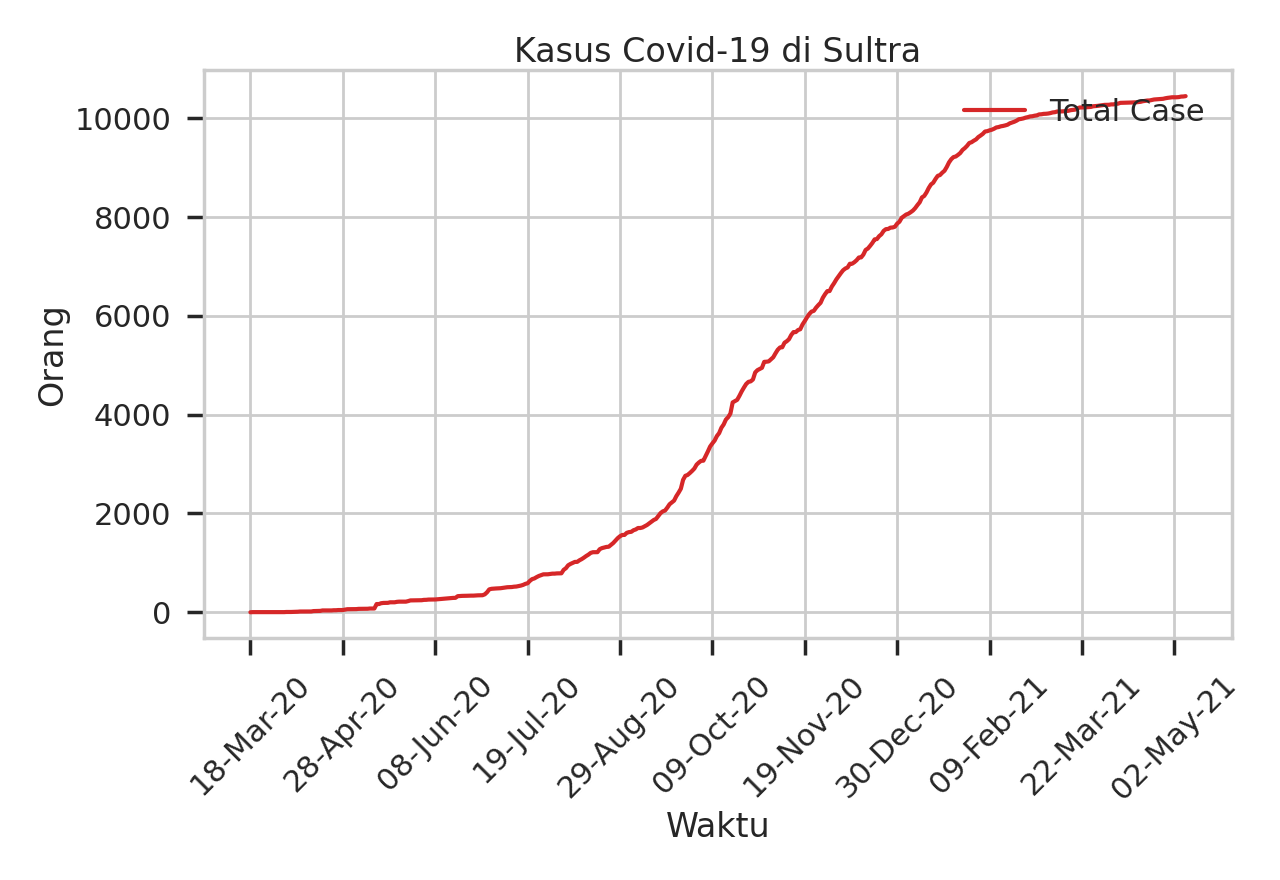 Kasus Covid-19 di Sultra
Total Case
Orang
10000
8000
6000
4000
2000
0
18-Mar-20
28-Apr-20
08-Jun-20
19-Jul-20
29-Aug-20
09-Oct-20
19-Nov-20
30-Dec-20
09-Feb-21
22-Mar-21
02-May-21
Waktu